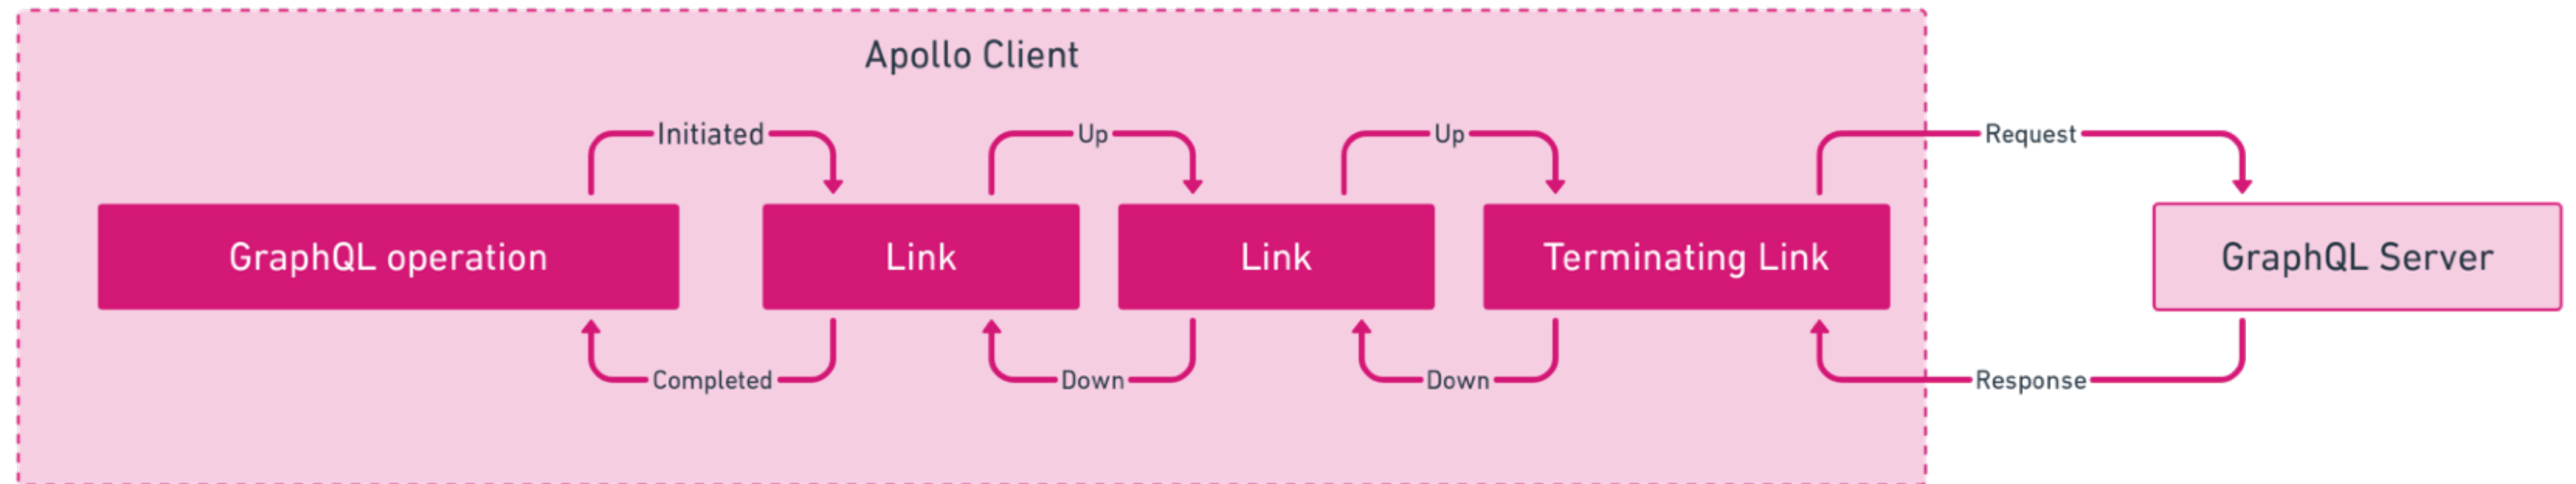 Apollo Client
Initiated
Up
Up
Request
GraphQL operation
Link
Link
Terminating Link
GraphQL Server
Completed
Down
Down
Response